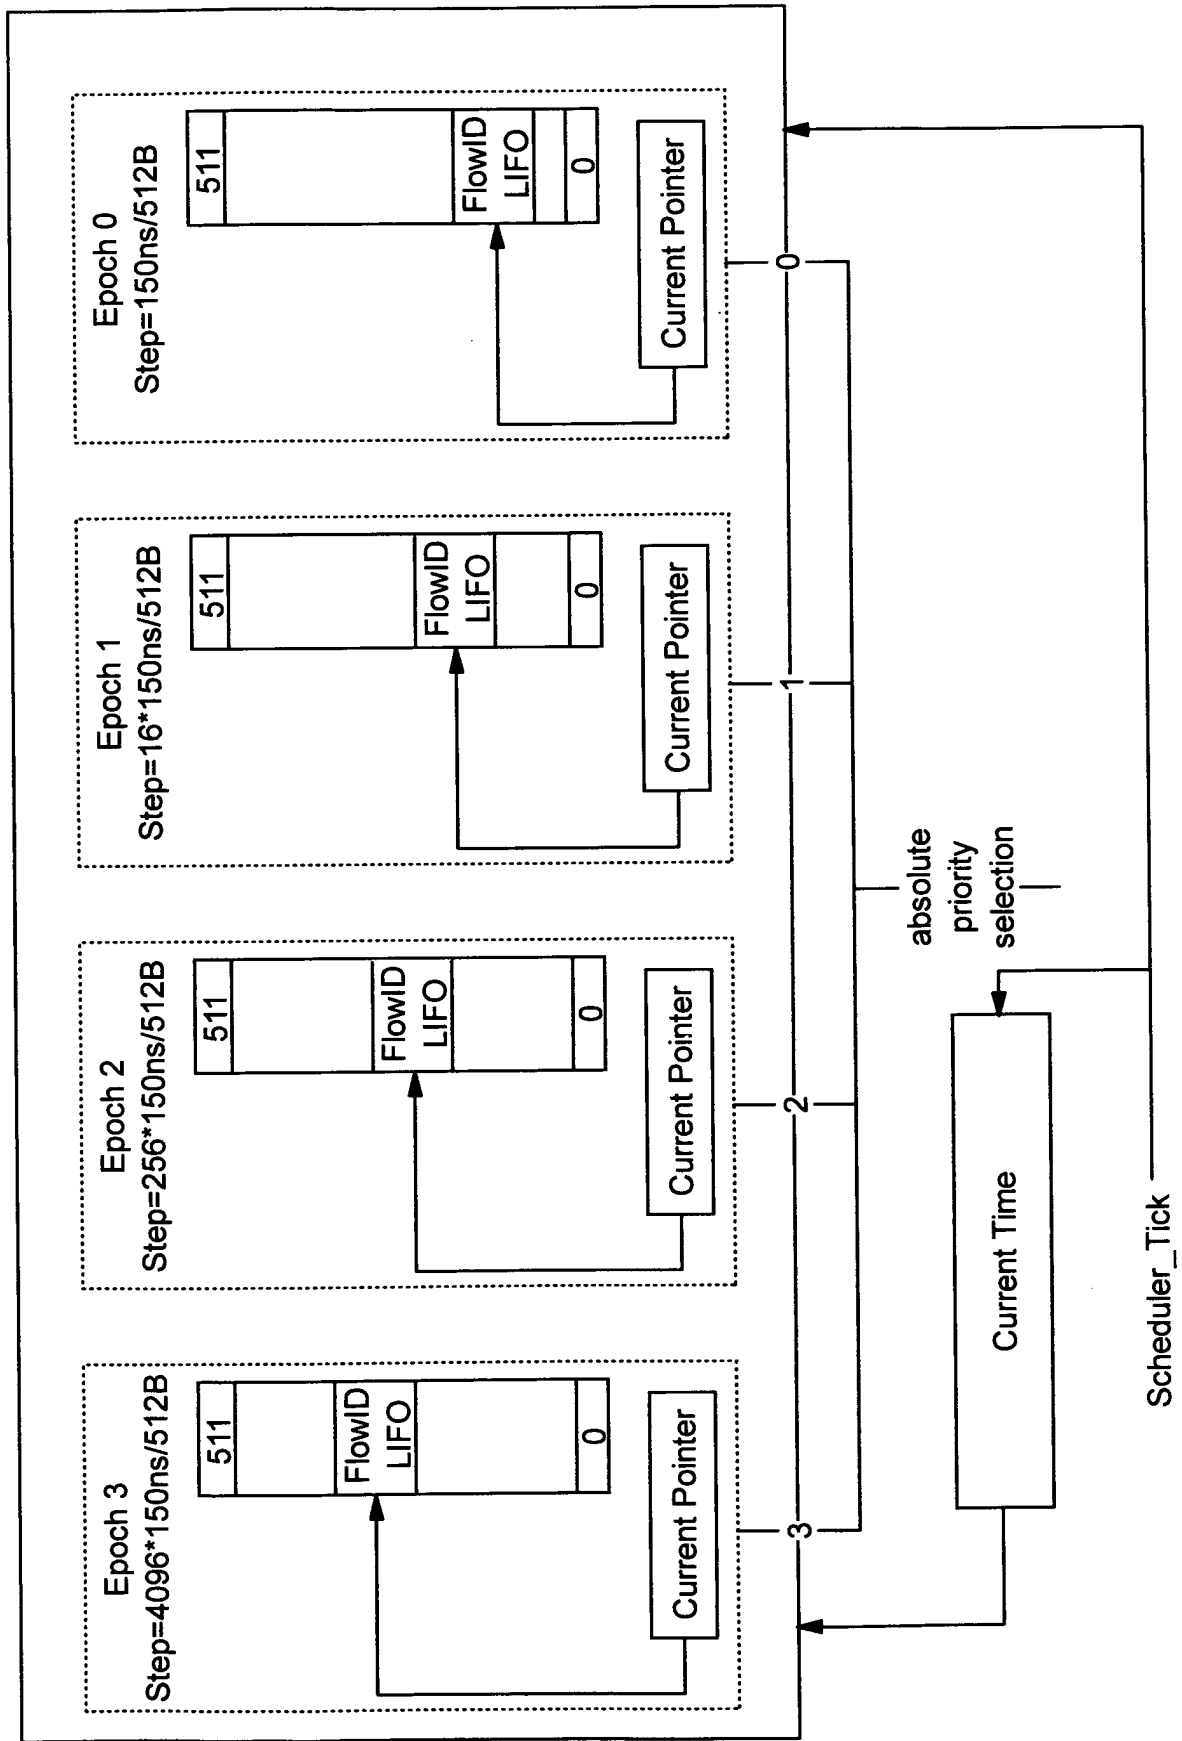 Epoch 3
Step=4096*150ns/512B
511
FlowID
LIFO
0
Current Pointer
3
Epoch 2
Step=256*150ns/512B
511
FlowID
LIFO
0
Current Pointer
2
Epoch 1
Step=16*150ns/512B
511
FlowID
LIFO
0
Current Pointer
1
Epoch 0
Step=150ns/512B
511
FlowID
LIFO
0
Current Pointer
0
absolute
priority
selection
Current Time
Scheduler_Tick